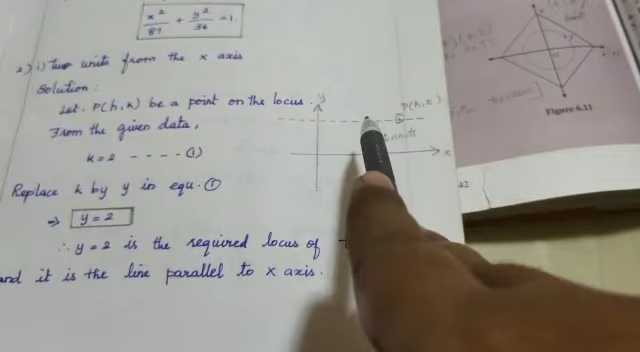 x²/81 + y²/36 = 1.
2) i) two units from the x axis
Solution:
Let P(h,k) be a point on the locus.
From the given data,
k = 2 - - - - ①
Replace k by y in equ. ①
⇒ y = 2
∴ y = 2 is the required locus of
and it is the line parallel to x axis.
y
P(h,k)
2 units
x
Figure 6.11
42